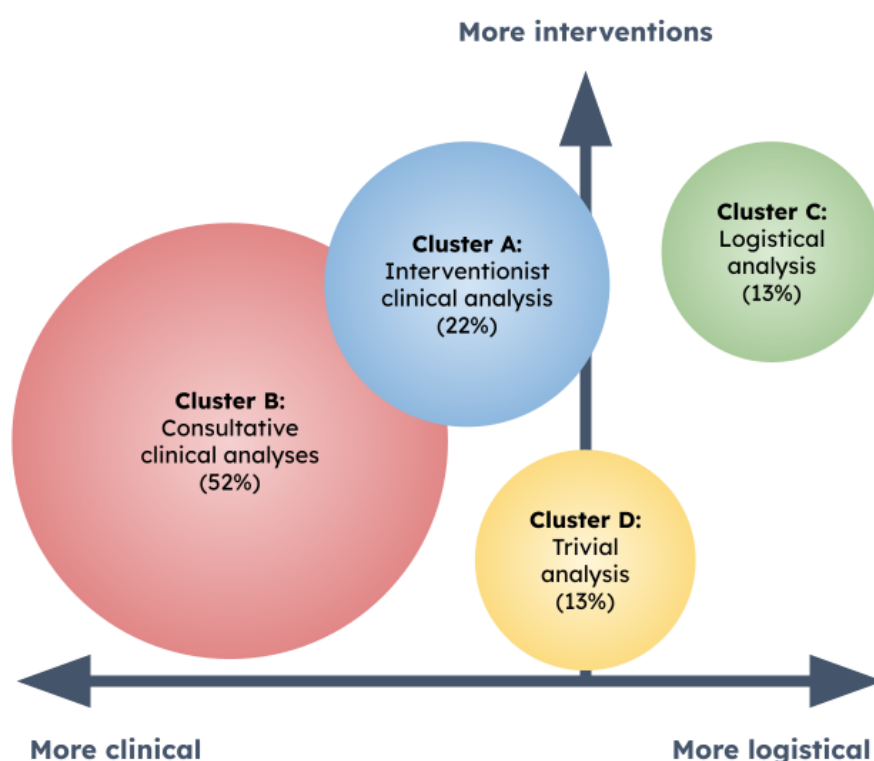 More interventions
Cluster C:
Logistical
analysis
(13%)
Cluster A:
Interventionist
clinical analysis
(22%)
Cluster B:
Consultative
clinical analyses
(52%)
Cluster D:
Trivial
analysis
(13%)
More clinical
More logistical